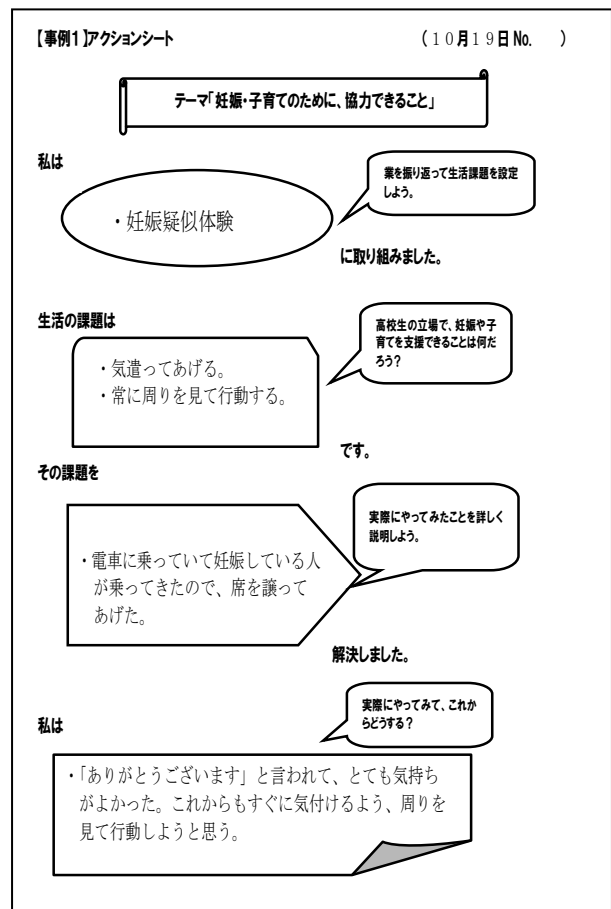 【事例1】アクションシート （１０月１９日 No.　　）
テーマ「妊娠・子育てのために、協力できること」
私は
業を振り返って生活課題を設定
しよう。
・妊娠疑似体験
に取り組みました。
生活の課題は
高校生の立場で、妊娠や子
育てを支援できることは何だ
ろう？
・気遣ってあげる。
・常に周りを見て行動する。
です。
その課題を
実際にやってみたことを詳しく
説明しよう。
・電車に乗っていて妊娠している人
が乗ってきたので、席を譲って
あげた。
解決しました。
実際にやってみて、これか
らどうする？
私は
・「ありがとうございます」と言われて、とても気持ち
がよかった。これからもすぐに気付けるよう、周りを
見て行動しようと思う。